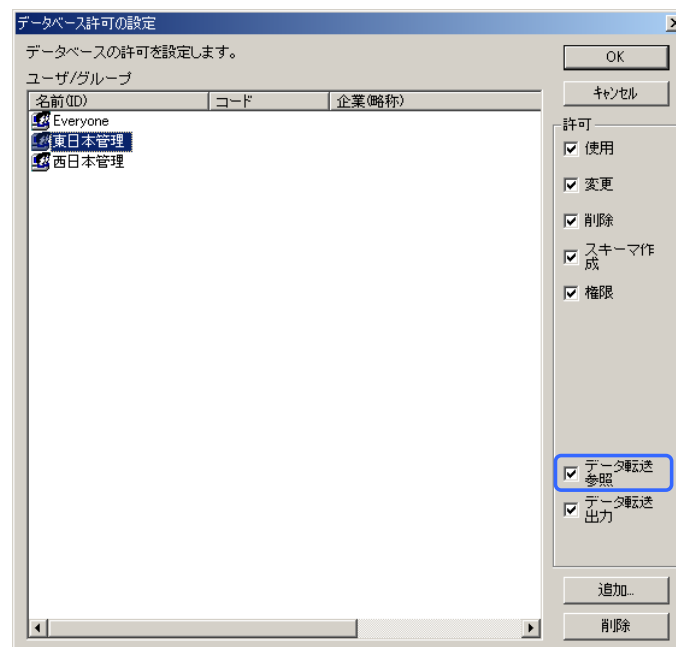 データベース許可の設定
データベースの許可を設定します。
ユーザ/グループ
名前(ID) コード 企業(略称)
Everyone
東日本管理
西日本管理
OK
キャンセル
許可
使用
変更
削除
スキーマ作
成
権限
データ転送
参照
データ転送
出力
追加...
削除